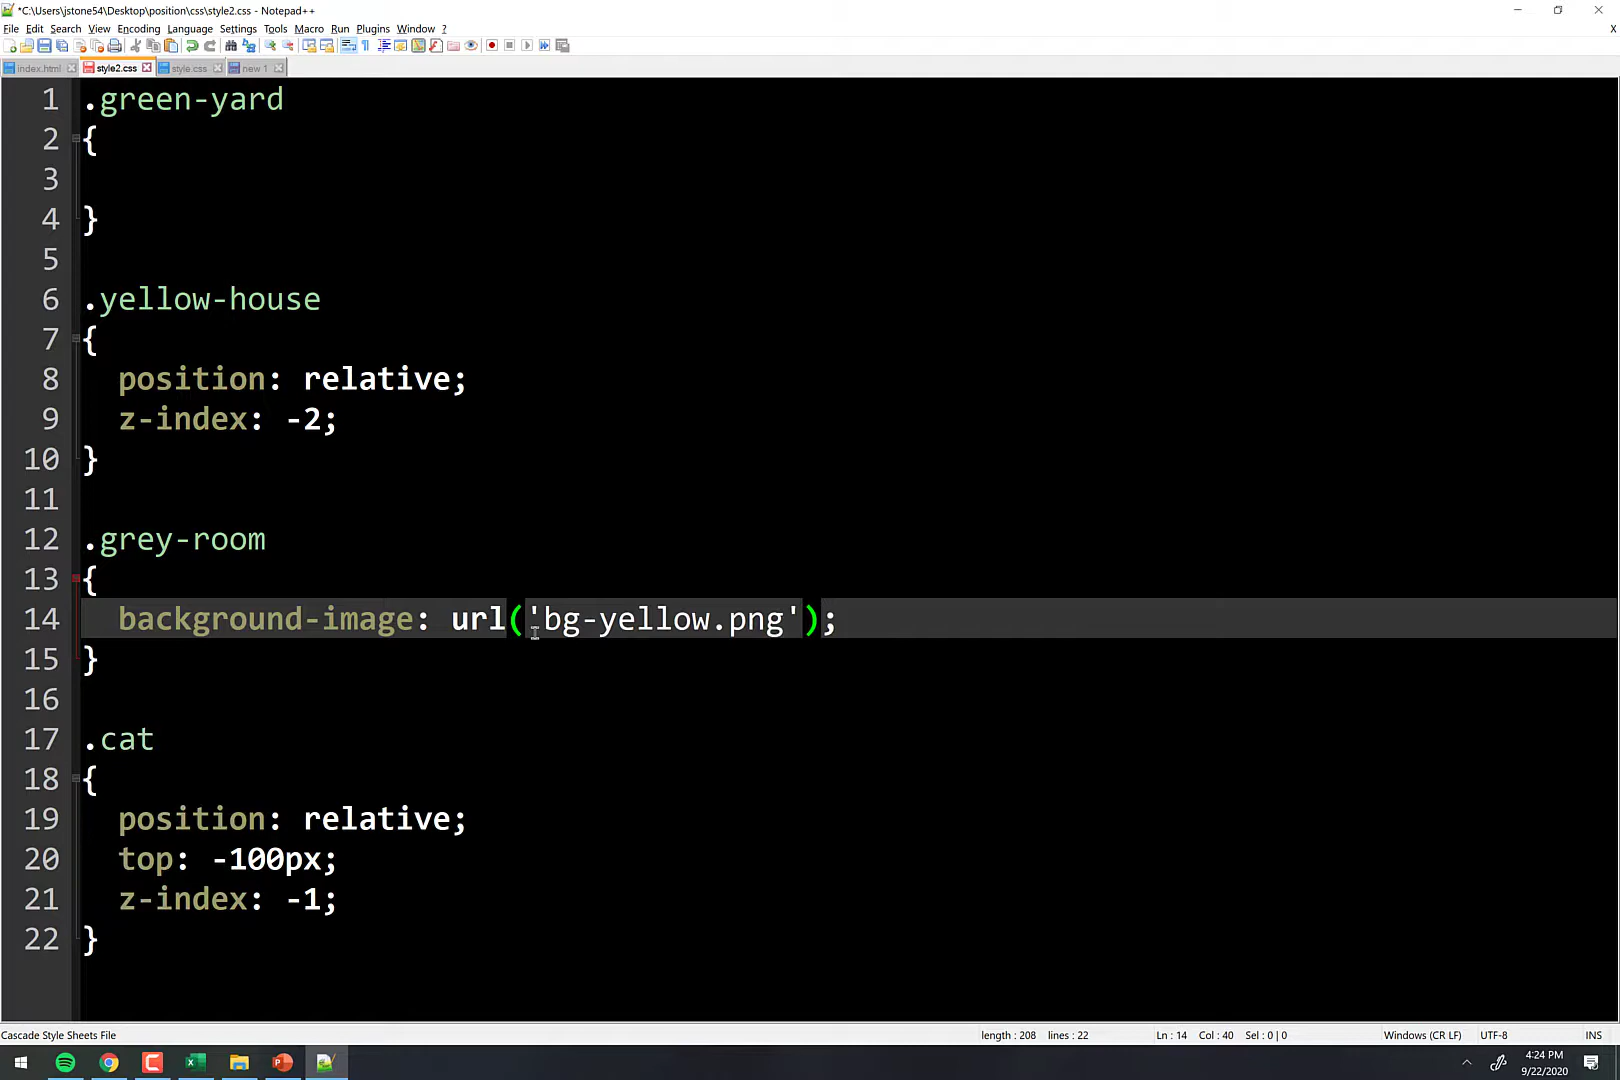 *C:\Users\jstone54\Desktop\position\css\style2.css - Notepad++
File Edit Search View Encoding Language Settings Tools Macro Run Plugins Window ? X
index.html style2.css style.css new 1
1 .green-yard
2 {
3
4 }
5
6 .yellow-house
7 {
8 position: relative;
9 z-index: -2;
10 }
11
12 .grey-room
13 {
14 background-image: url('bg-yellow.png');
15 }
16
17 .cat
18 {
19 position: relative;
20 top: -100px;
21 z-index: -1;
22 }
Cascade Style Sheets File length : 208 lines : 22 Ln : 14 Col : 40 Sel : 0 | 0 Windows (CR LF) UTF-8 INS
4:24 PM
9/22/2020